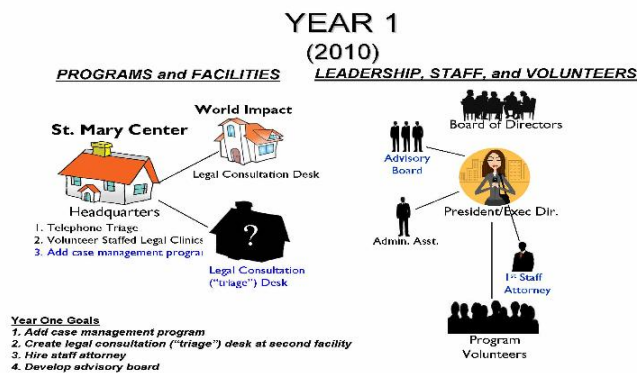 YEAR 1
(2010)
PROGRAMS and FACILITIES
LEADERSHIP, STAFF, and VOLUNTEERS
World Impact
St. Mary Center
Legal Consultation Desk
Headquarters
1. Telephone Triage
2. Volunteer Staffed Legal Clinics
3. Add case management program
?
Legal Consultation
("triage") Desk
Board of Directors
Advisory
Board
President/Exec Dir.
Admin. Asst.
1st Staff
Attorney
Program
Volunteers
Year One Goals
1. Add case management program
2. Create legal consultation ("triage") desk at second facility
3. Hire staff attorney
4. Develop advisory board